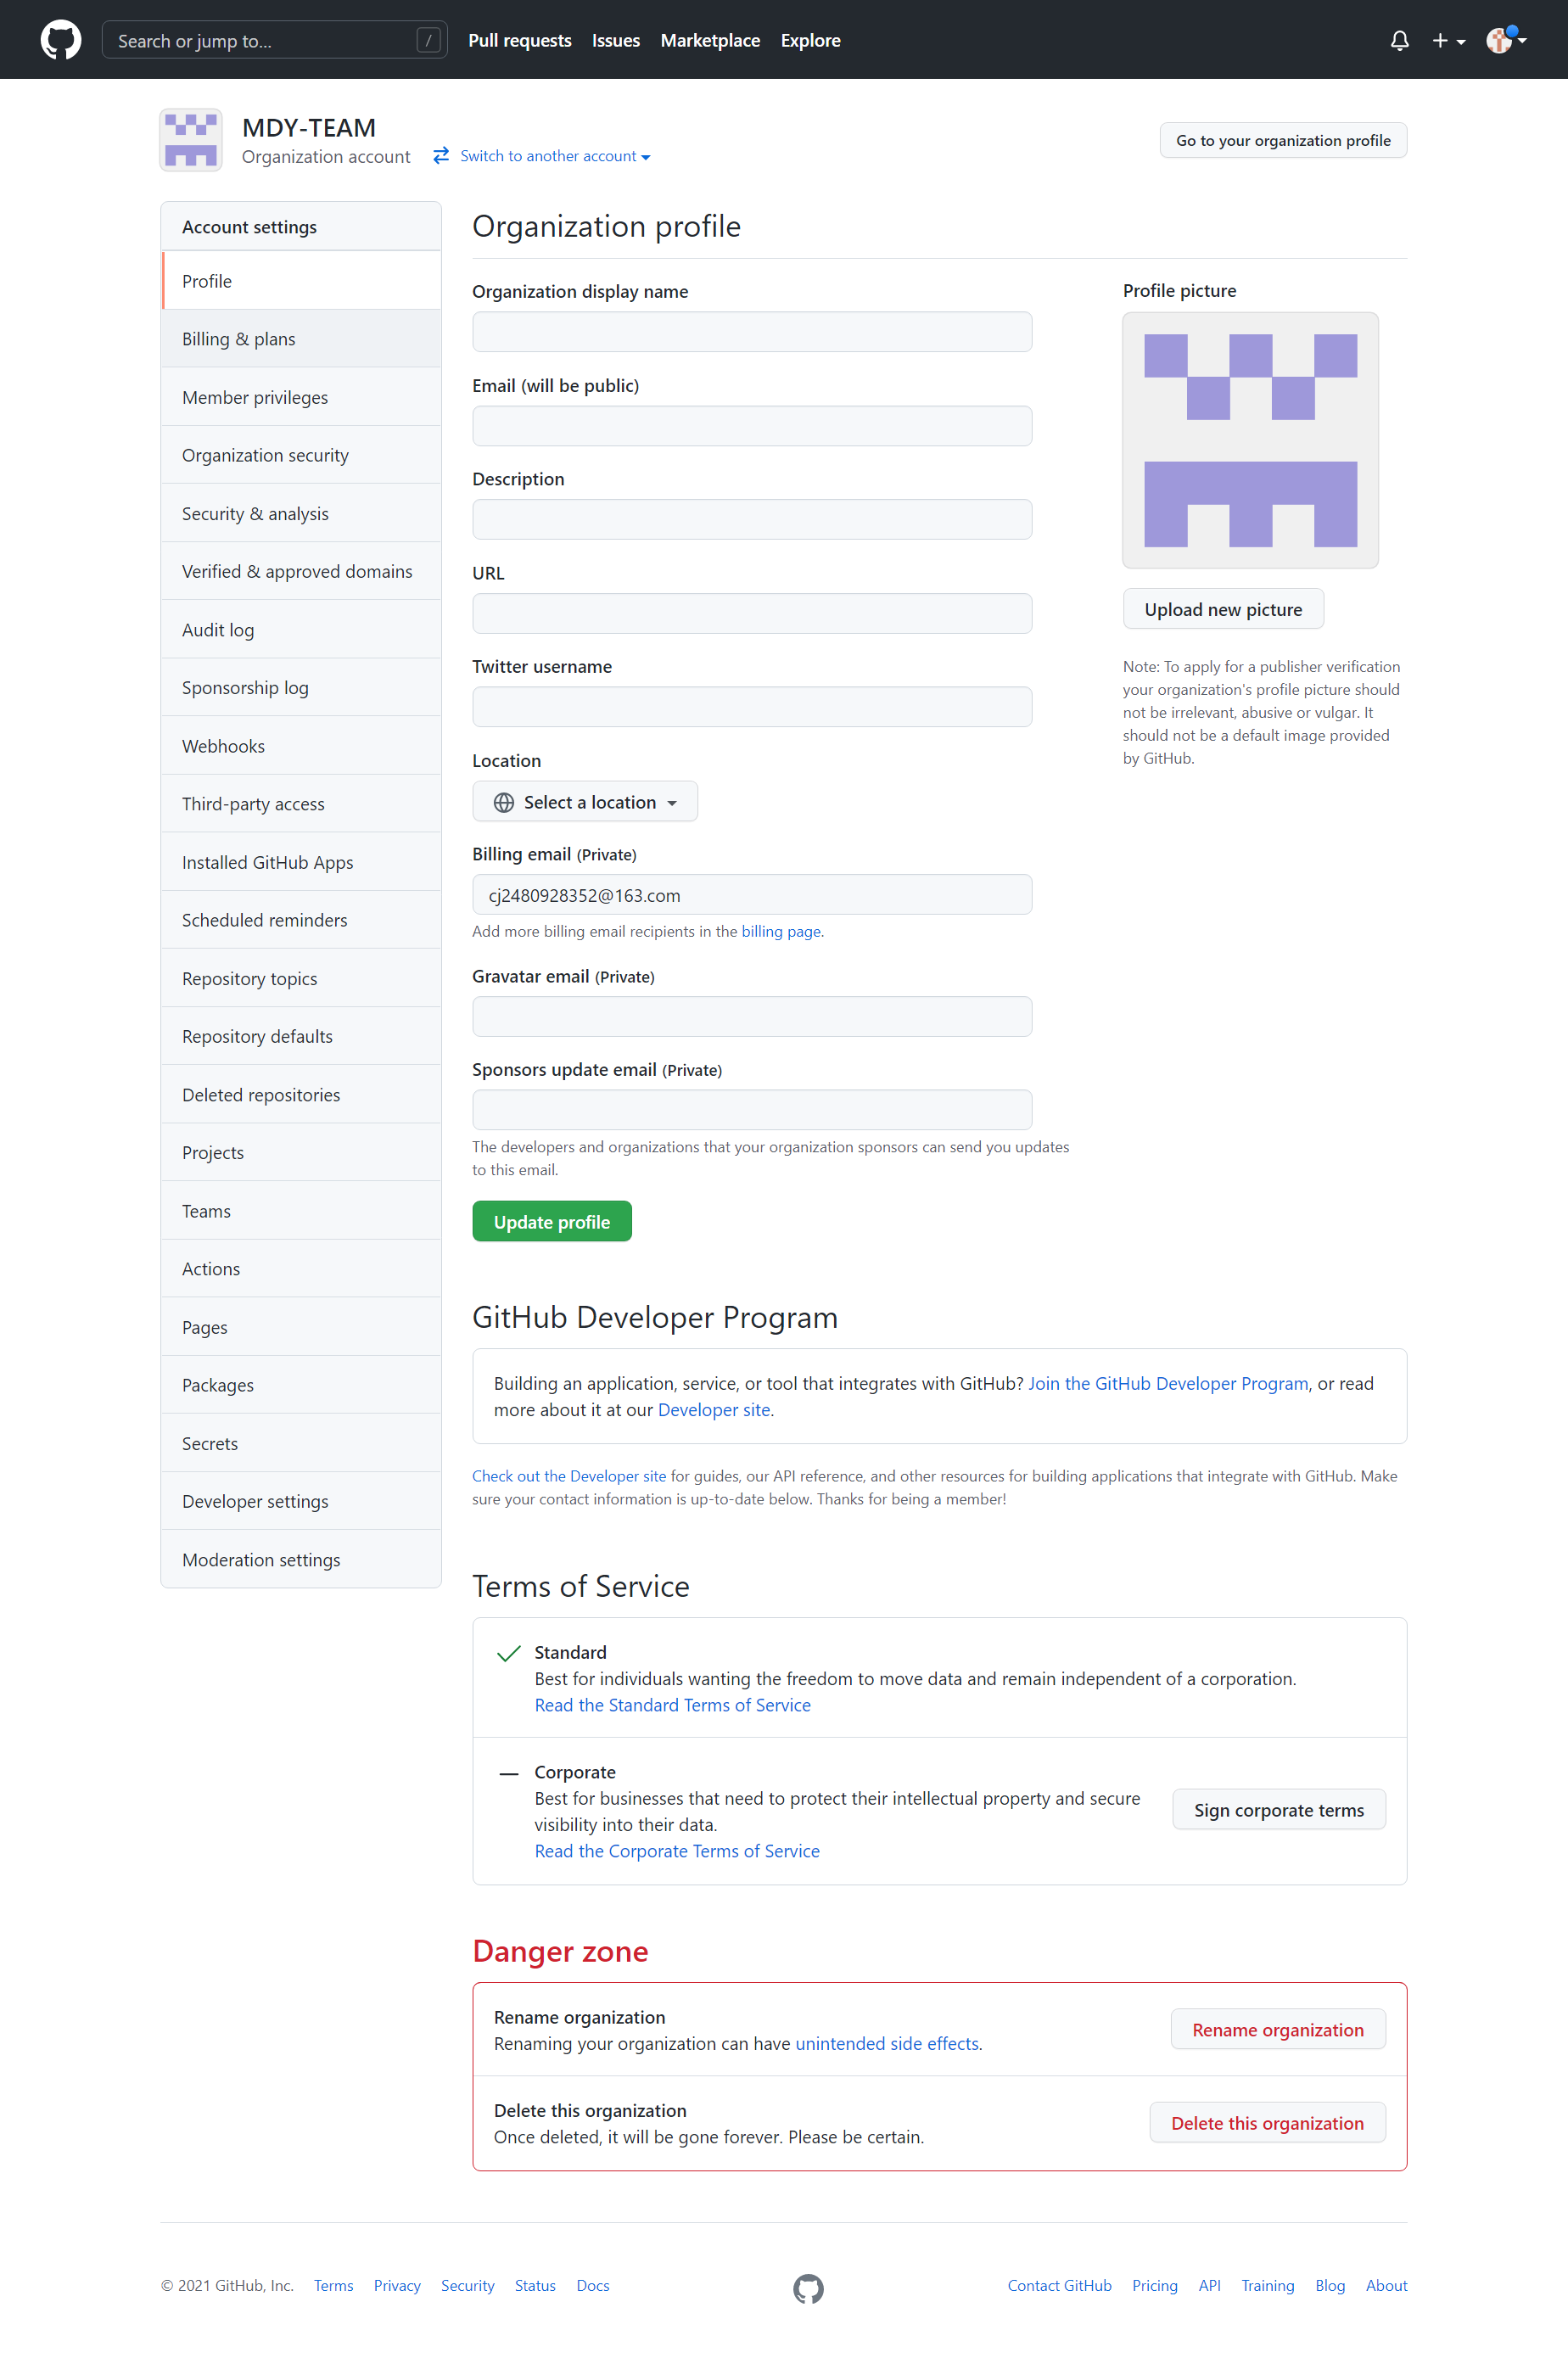 Search or jump to...
/
Pull requests
Issues
Marketplace
Explore
MDY-TEAM
Organization account
Switch to another account
Go to your organization profile
Account settings
Profile
Billing & plans
Member privileges
Organization security
Security & analysis
Verified & approved domains
Audit log
Sponsorship log
Webhooks
Third-party access
Installed GitHub Apps
Scheduled reminders
Repository topics
Repository defaults
Deleted repositories
Projects
Teams
Actions
Pages
Packages
Secrets
Developer settings
Moderation settings
Organization profile
Organization display name
Email (will be public)
Description
URL
Twitter username
Location
Select a location
Billing email (Private)
cj2480928352@163.com
Add more billing email recipients in the billing page.
Gravatar email (Private)
Sponsors update email (Private)
The developers and organizations that your organization sponsors can send you updates
to this email.
Update profile
Profile picture
Upload new picture
Note: To apply for a publisher verification
your organization's profile picture should
not be irrelevant, abusive or vulgar. It
should not be a default image provided
by GitHub.
GitHub Developer Program
Building an application, service, or tool that integrates with GitHub? Join the GitHub Developer Program, or read
more about it at our Developer site.
Check out the Developer site for guides, our API reference, and other resources for building applications that integrate with GitHub. Make
sure your contact information is up-to-date below. Thanks for being a member!
Terms of Service
Standard
Best for individuals wanting the freedom to move data and remain independent of a corporation.
Read the Standard Terms of Service
Corporate
Best for businesses that need to protect their intellectual property and secure
visibility into their data.
Read the Corporate Terms of Service
Sign corporate terms
Danger zone
Rename organization
Renaming your organization can have unintended side effects.
Rename organization
Delete this organization
Once deleted, it will be gone forever. Please be certain.
Delete this organization
© 2021 GitHub, Inc.
Terms
Privacy
Security
Status
Docs
Contact GitHub
Pricing
API
Training
Blog
About